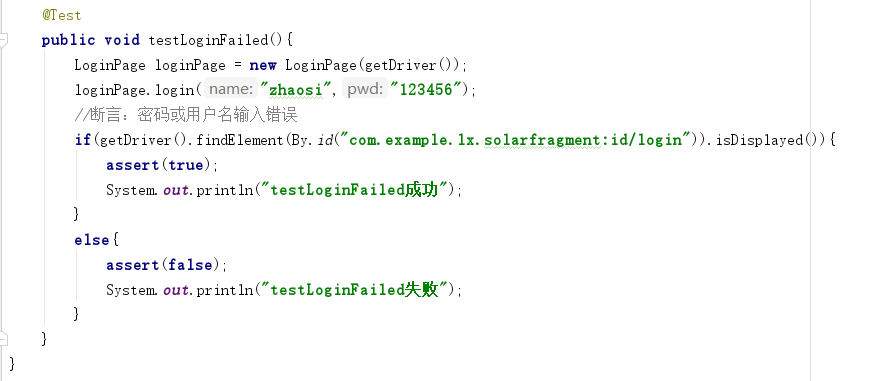 @Test
public void testLoginFailed(){
LoginPage loginPage = new LoginPage(getDriver());
loginPage.login( name: "zhaosi", pwd: "123456");
//断言：密码或用户名输入错误
if(getDriver().findElement(By.id("com.example.lx.solarfragment:id/login")).isDisplayed()){
assert(true);
System.out.println("testLoginFailed成功");
}
else{
assert(false);
System.out.println("testLoginFailed失败");
}
}
}